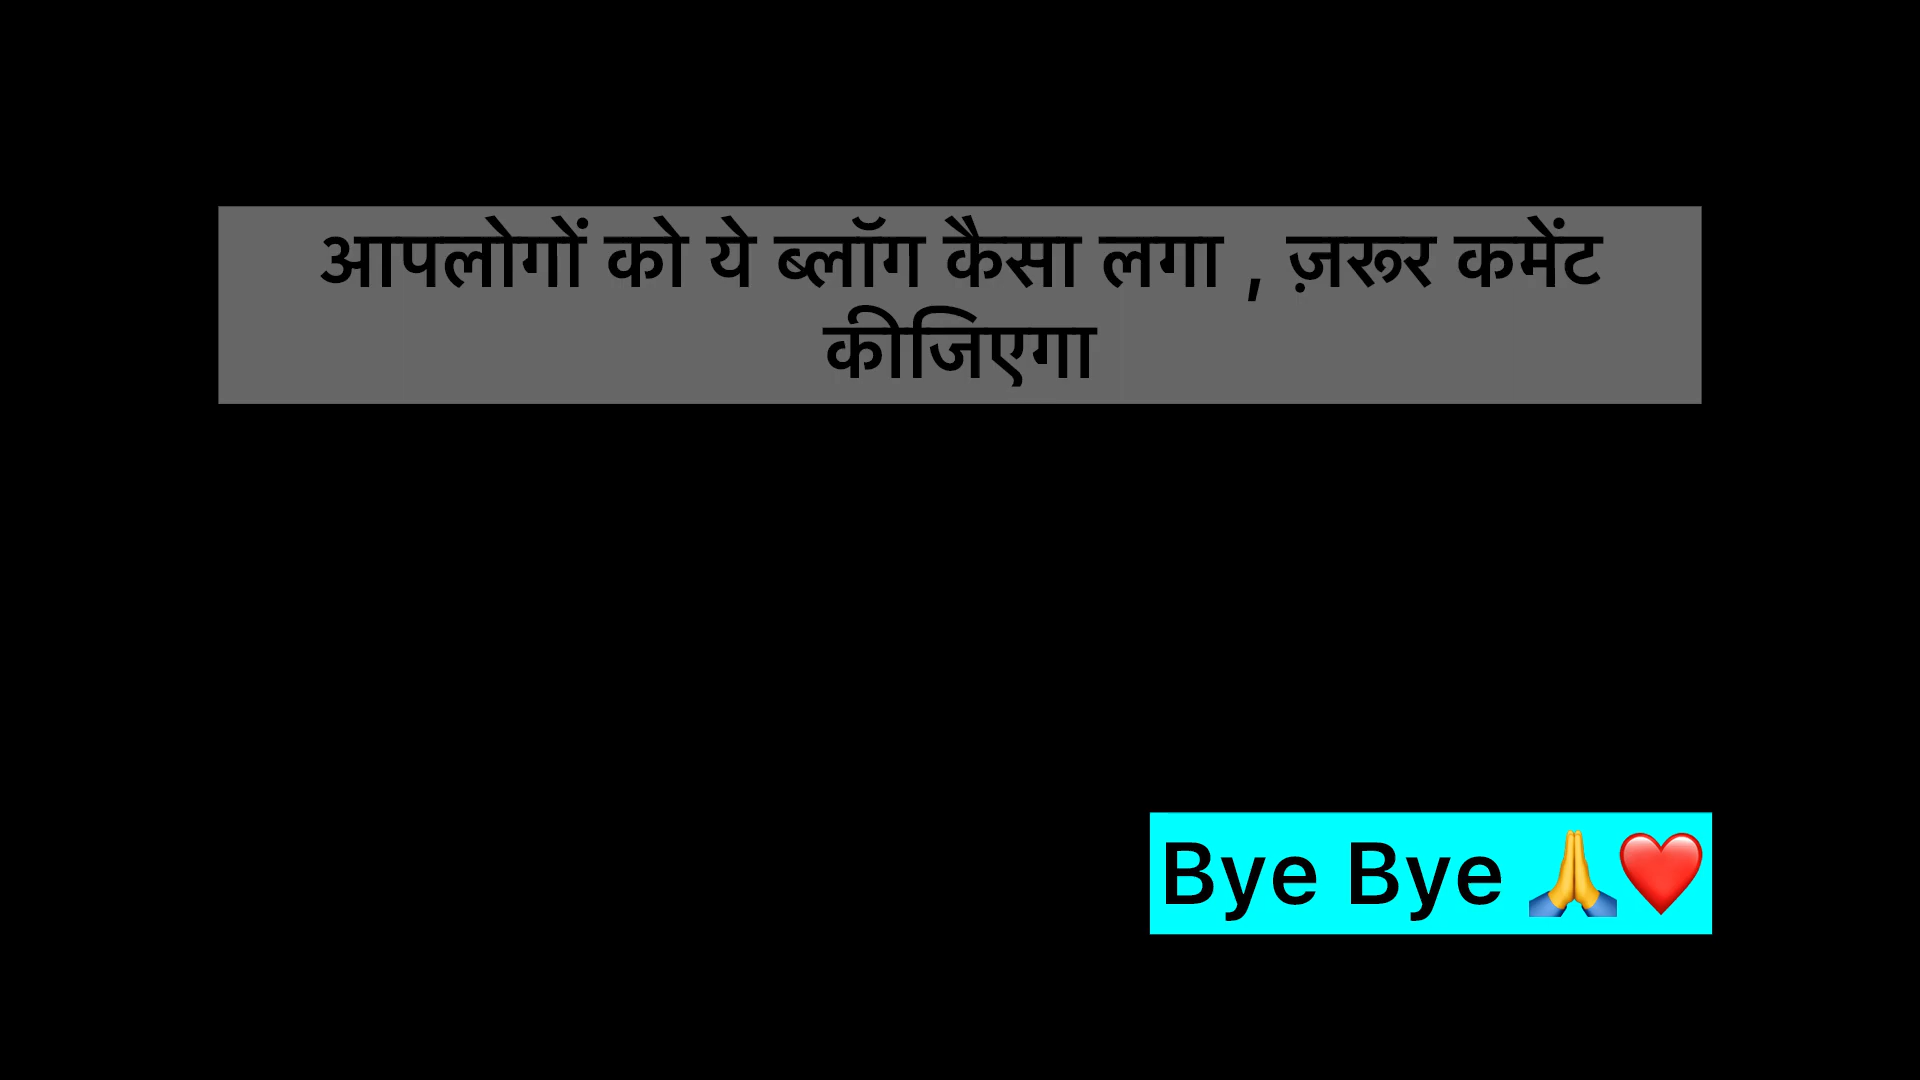 आपलोगों को ये ब्लॉग कैसा लगा , ज़रूर कमेंट
कीजिएगा
Bye Bye 🙏❤️